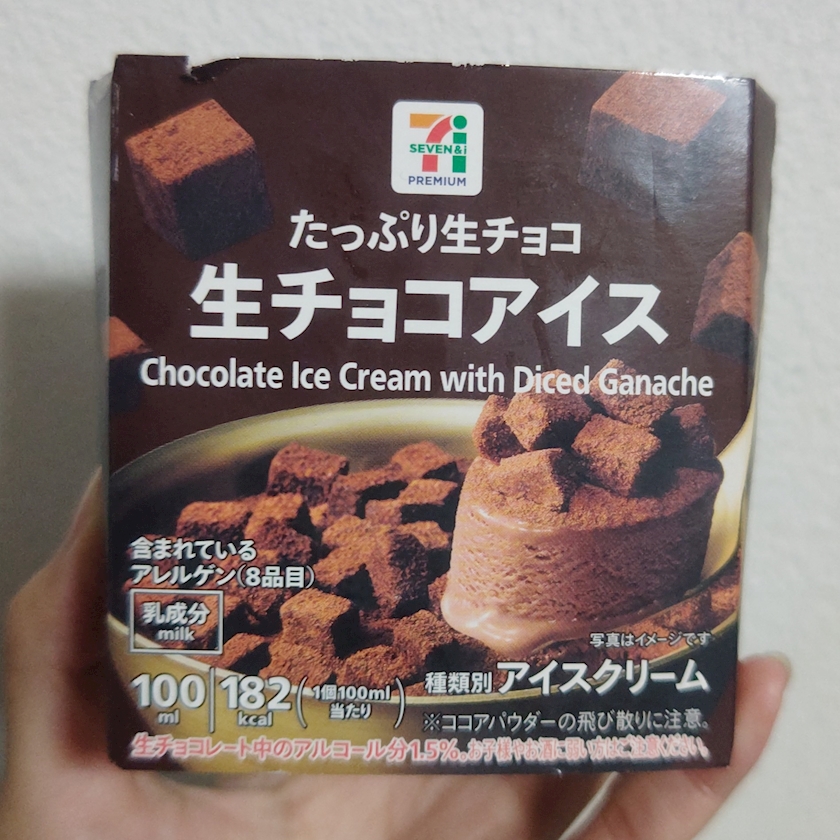 SEVEN&i
PREMIUM
たっぷり生チョコ
生チョコアイス
Chocolate Ice Cream with Diced Ganache
含まれている
アレルゲン(8品目)
乳成分
milk
写真はイメージです
100 ml 182 kcal (1個100ml当たり)
種類別 アイスクリーム
※ココアパウダーの飛び散りに注意。
生チョコレート中のアルコール分1.5%。お子様やお酒に弱い方はご注意ください。